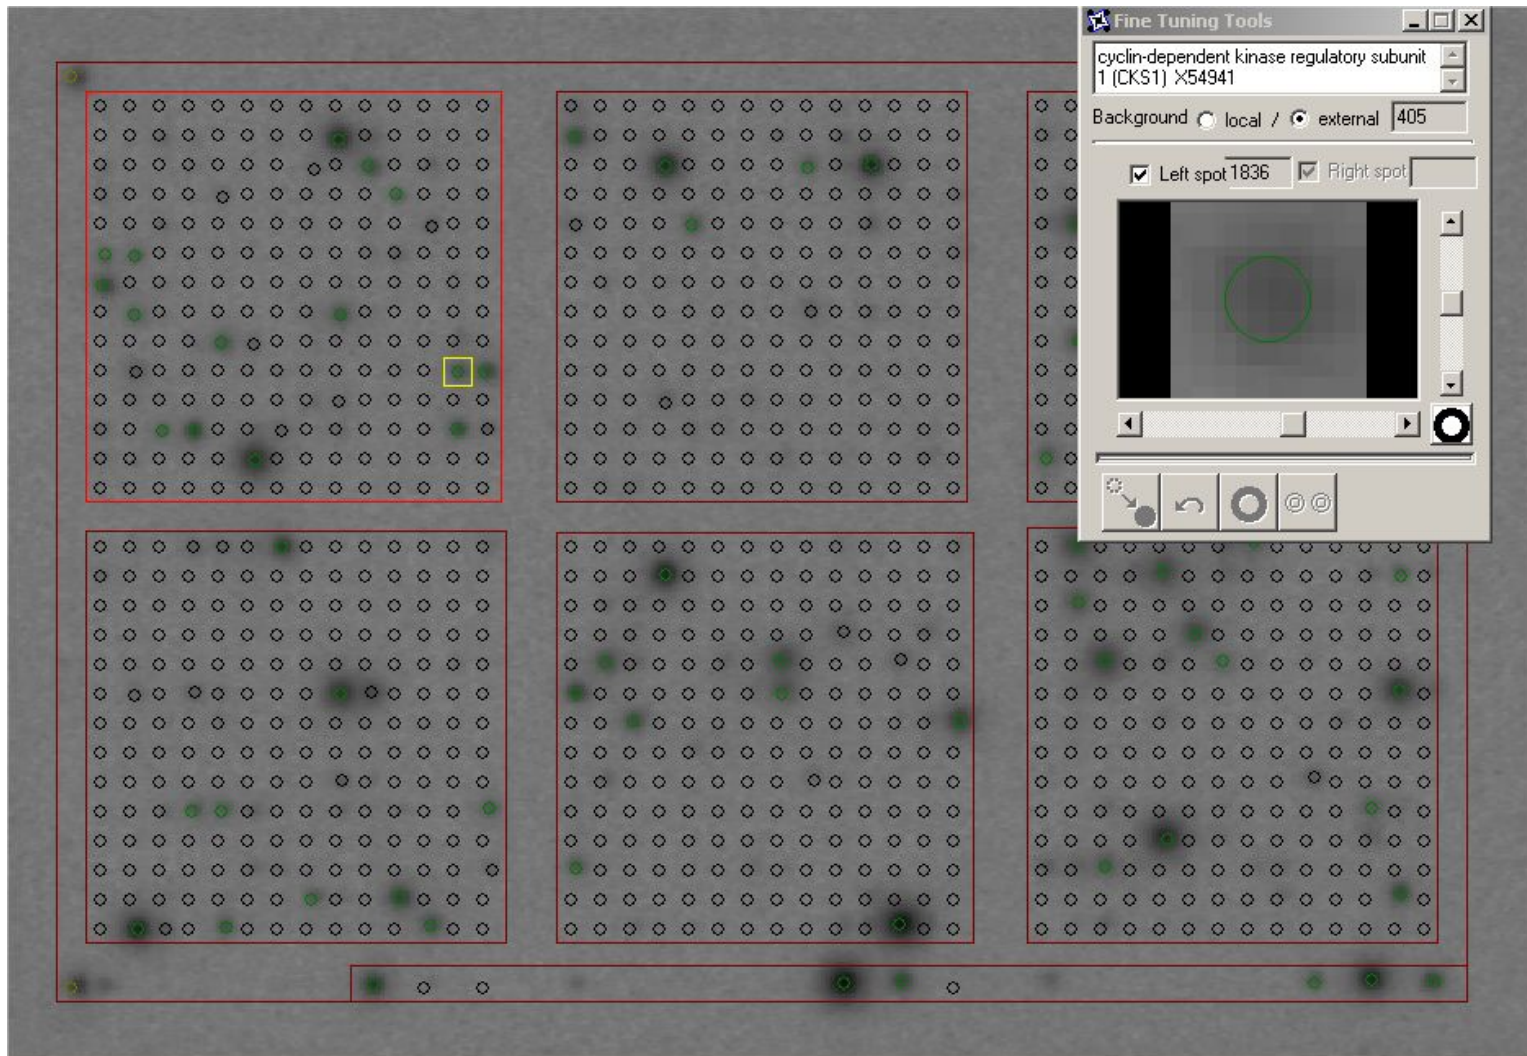 Fine Tuning Tools
cyclin-dependent kinase regulatory subunit
1 (CKS1) X54941
Background local / external 405
Left spot 1836 Right spot